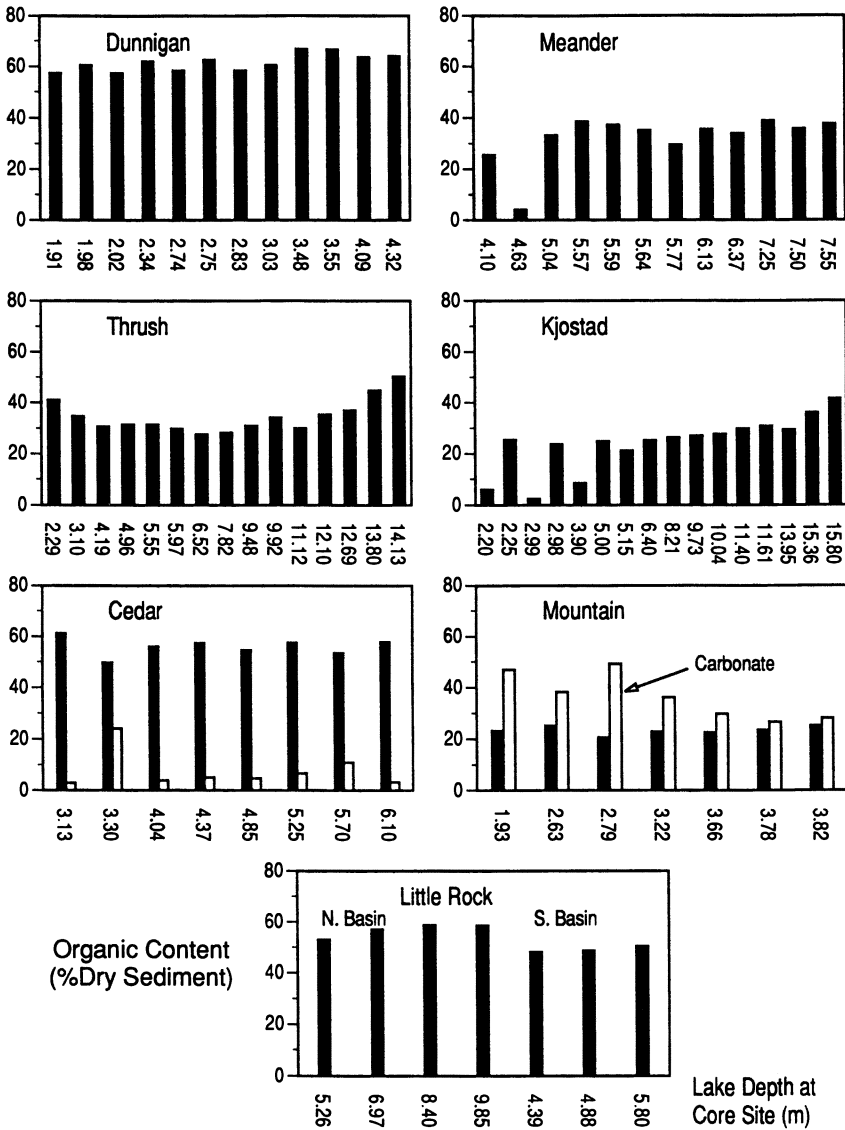 Dunnigan
80
60
40
20
0
1.91 1.98 2.02 2.34 2.74 2.75 2.83 3.03 3.48 3.55 4.09 4.32
Meander
80
60
40
20
0
4.10 4.63 5.04 5.57 5.59 5.64 5.77 6.13 6.37 7.25 7.50 7.55
Thrush
80
60
40
20
0
2.29 3.10 4.19 4.96 5.55 5.97 6.52 7.82 9.48 9.92 11.12 12.10 12.69 13.80 14.13
Kjostad
80
60
40
20
0
2.20 2.25 2.99 2.98 3.90 5.00 5.15 6.40 8.21 9.73 10.04 11.40 11.61 13.95 15.36 15.80
Cedar
80
60
40
20
0
3.13 3.30 4.04 4.37 4.85 5.25 5.70 6.10
Mountain
Carbonate
80
60
40
20
0
1.93 2.63 2.79 3.22 3.66 3.78 3.82
Little Rock
N. Basin S. Basin
80
60
40
20
0
5.26 6.97 8.40 9.85 4.39 4.88 5.80
Organic Content
(%Dry Sediment)
Lake Depth at
Core Site (m)